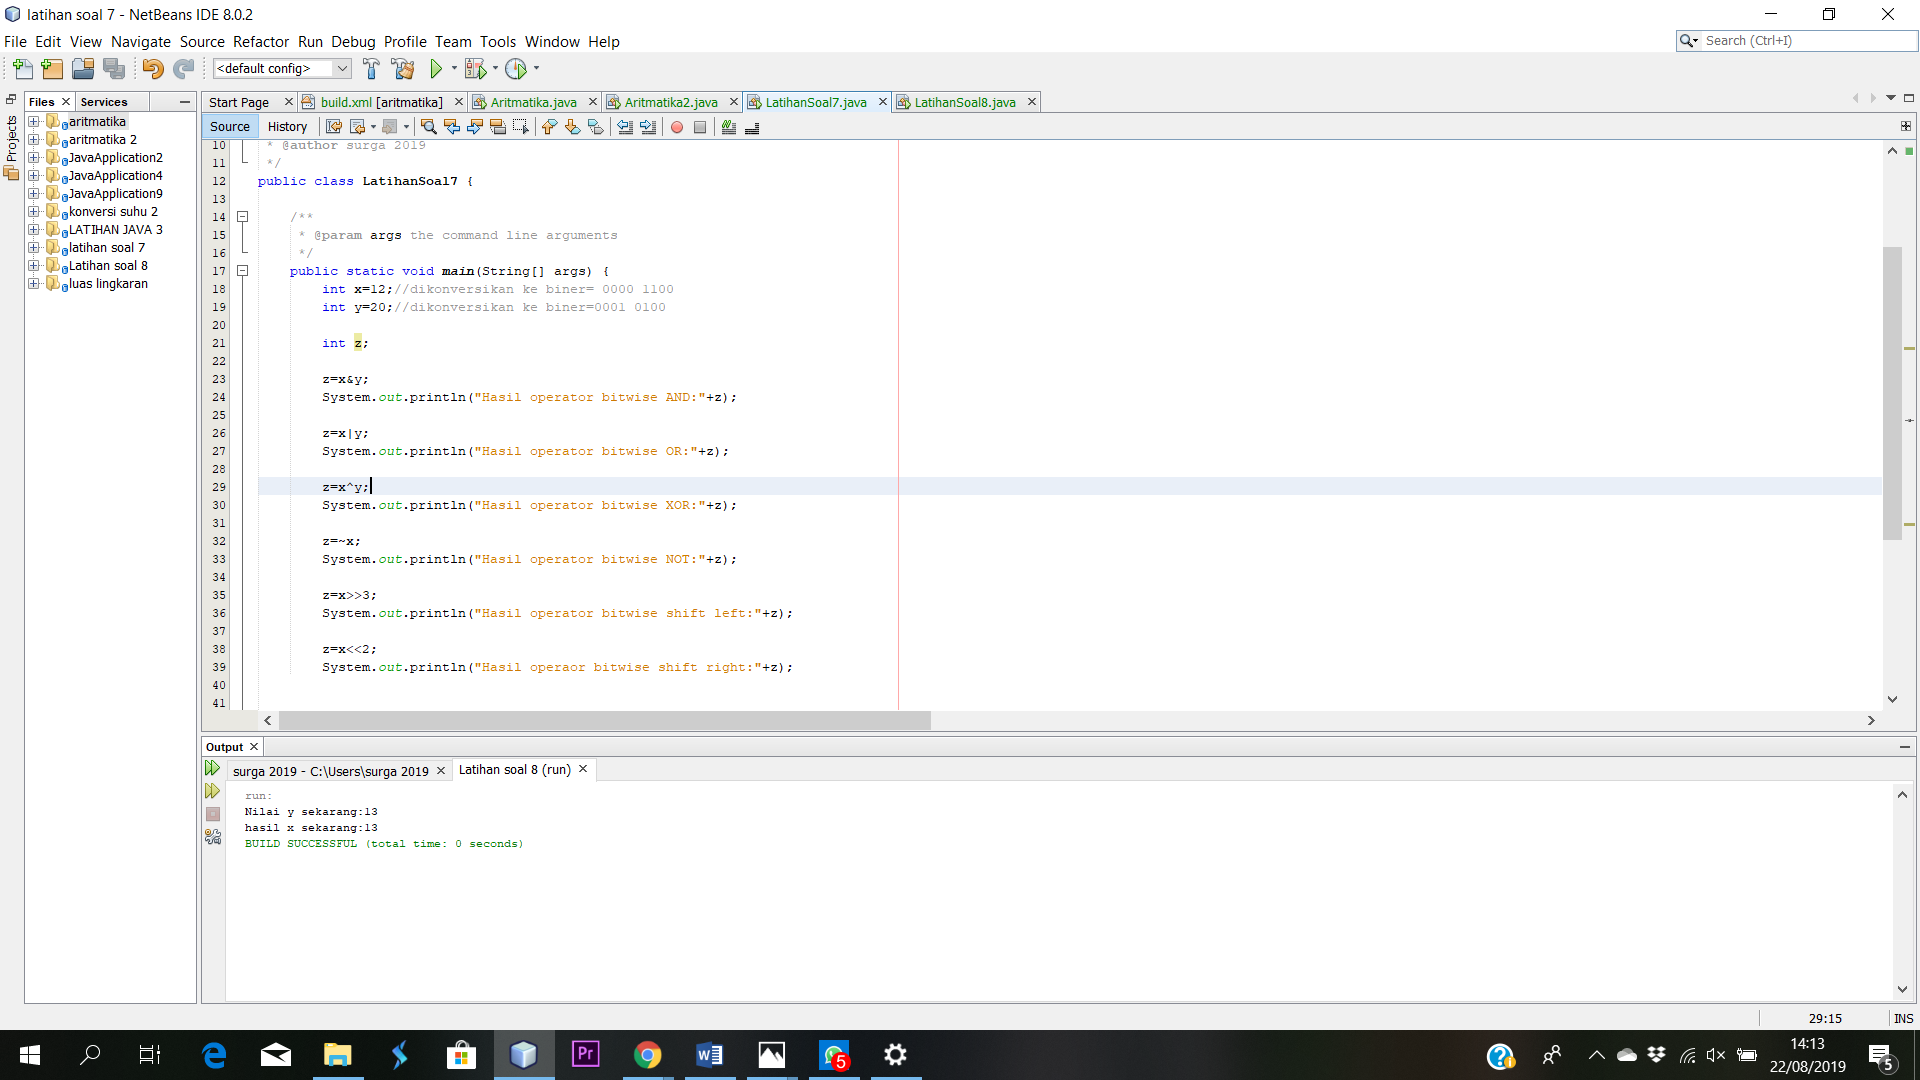 latihan soal 7 - NetBeans IDE 8.0.2
File Edit View Navigate Source Refactor Run Debug Profile Team Tools Window Help
Search (Ctrl+I)
<default config>
Projects
Files
Services
aritmatika
aritmatika 2
JavaApplication2
JavaApplication4
JavaApplication9
konversi suhu 2
LATIHAN JAVA 3
latihan soal 7
Latihan soal 8
luas lingkaran
Start Page
build.xml [aritmatika]
Aritmatika.java
Aritmatika2.java
LatihanSoal7.java
LatihanSoal8.java
Source History
10 * @author surga 2019
11 */
12 public class LatihanSoal7 {
13
14 /**
15 * @param args the command line arguments
16 */
17 public static void main(String[] args) {
18 int x=12;//dikonversikan ke biner= 0000 1100
19 int y=20;//dikonversikan ke biner=0001 0100
20
21 int z;
22
23 z=x&y;
24 System.out.println("Hasil operator bitwise AND:"+z);
25
26 z=x|y;
27 System.out.println("Hasil operator bitwise OR:"+z);
28
29 z=x^y;
30 System.out.println("Hasil operator bitwise XOR:"+z);
31
32 z=~x;
33 System.out.println("Hasil operator bitwise NOT:"+z);
34
35 z=x>>3;
36 System.out.println("Hasil operator bitwise shift left:"+z);
37
38 z=x<<2;
39 System.out.println("Hasil operaor bitwise shift right:"+z);
40
41
Output
surga 2019 - C:\Users\surga 2019
Latihan soal 8 (run)
run:
Nilai y sekarang:13
hasil x sekarang:13
BUILD SUCCESSFUL (total time: 0 seconds)
29:15
INS
Pr
5
14:13
22/08/2019
5